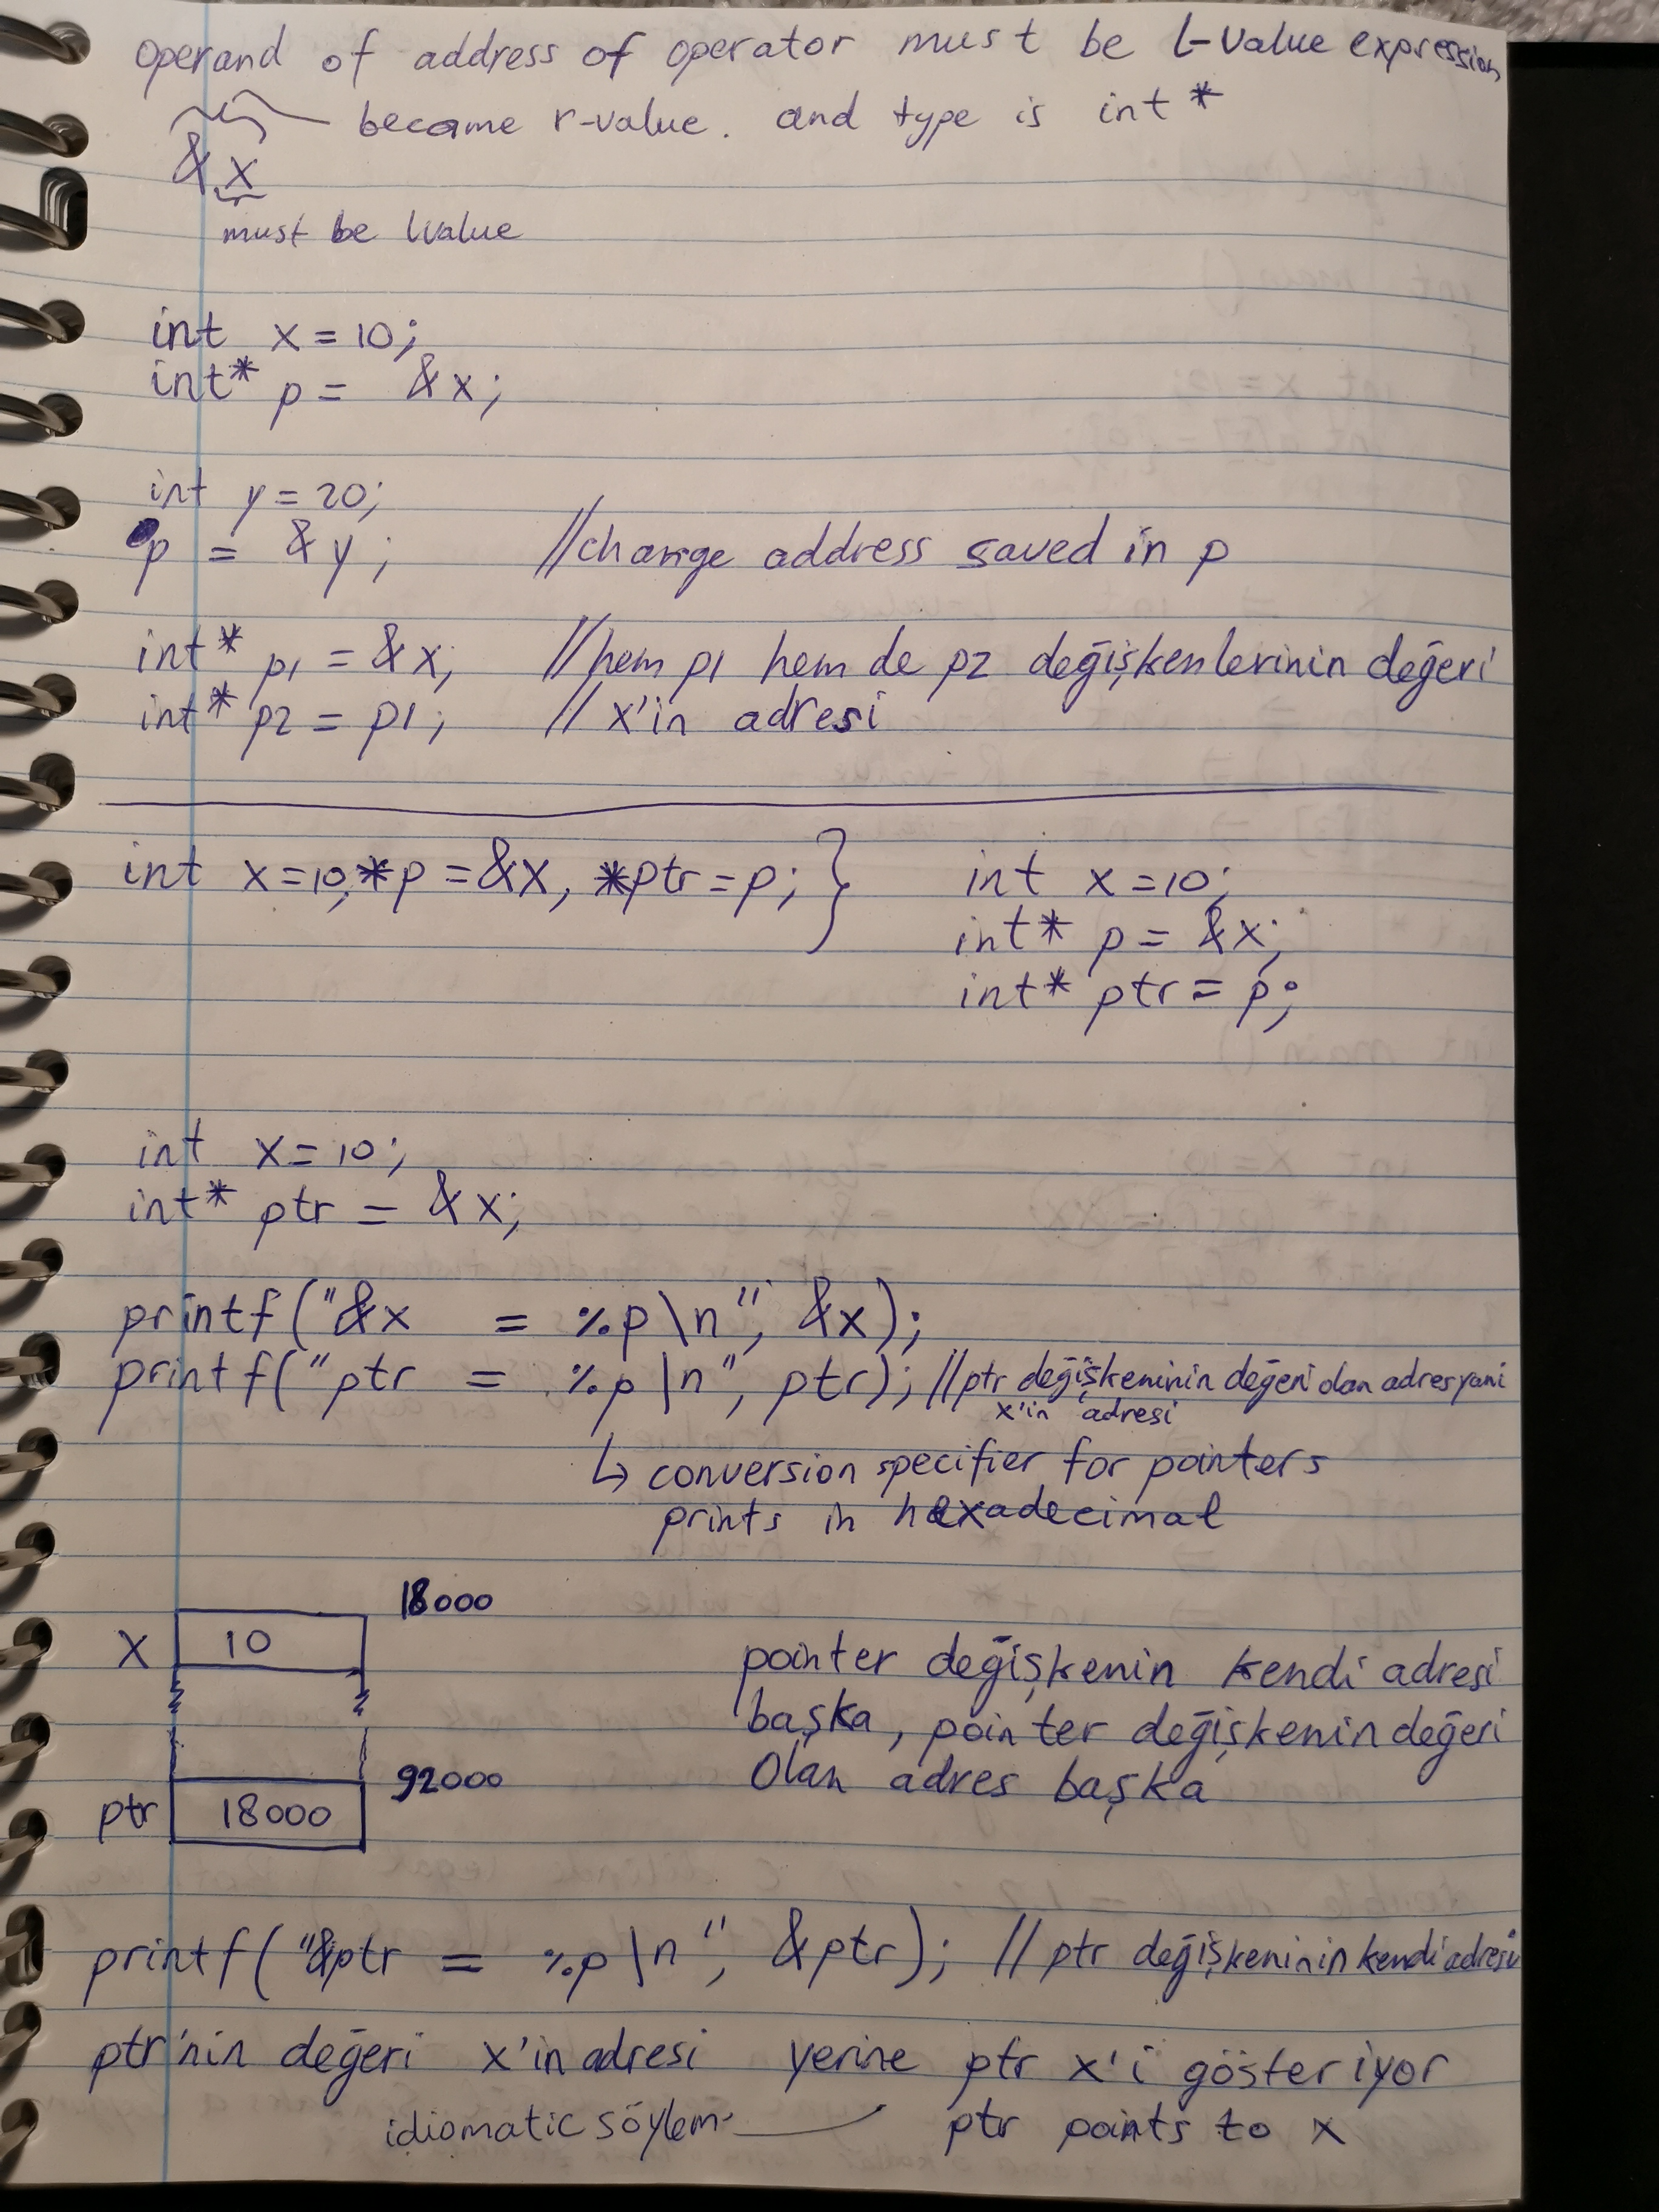 operand of address of operator must be L-value expression
became r-value. and type is int *
&x
must be lvalue
int x = 10;
int* p = &x;
int y = 20;
p = &y; //change address saved in p
int* p1 = &x; //hem p1 hem de p2 değişkenlerinin değeri
int* p2 = p1; // x'in adresi
int x=10,*p=&x, *ptr=p; } int x=10;
int* p = &x;
int* ptr = p;
int x=10;
int* ptr = &x;
printf("&x = %p\n", &x);
printf("ptr = %p\n", ptr); //ptr değişkeninin değeri olan adres yani
x'in adresi
↳ conversion specifier for pointers
prints in hexadecimal
18000
x 10
pointer değişkenin kendi adresi
başka, pointer değişkenin değeri
olan adres başka
92000
ptr 18000
printf("&ptr = %p\n", &ptr); // ptr değişkeninin kendi adresi
ptr'nin değeri x'in adresi yerine ptr x'i gösteriyor
idiomatic söylem ptr points to x